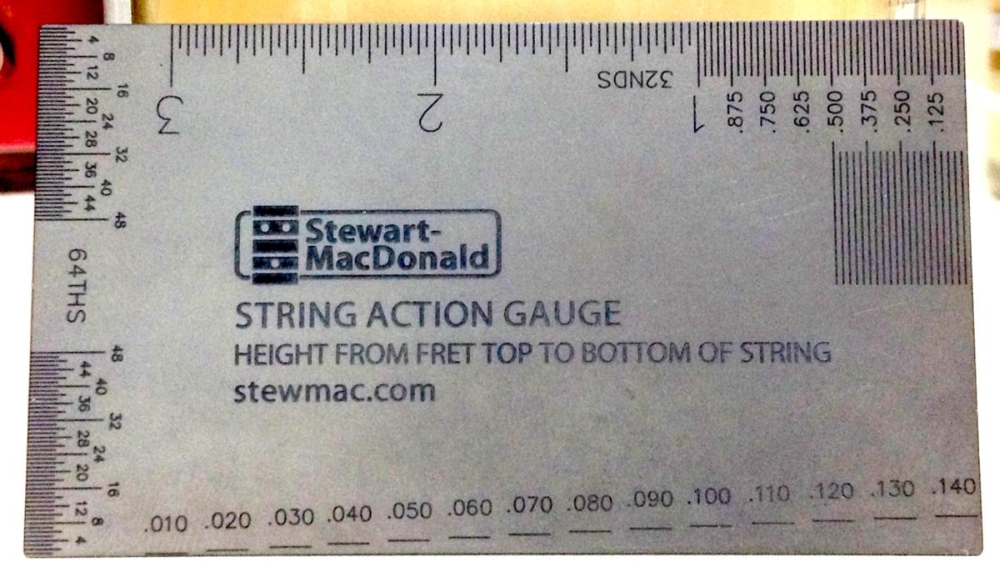 4 8 12 16 20 24 28 32 36 40 44 48
64THS
48 44 40 36 32 28 24 20 16 12 8 4
3 2 1
32NDS
.875 .750 .625 .500 .375 .250 .125
Stewart-
MacDonald
STRING ACTION GAUGE
HEIGHT FROM FRET TOP TO BOTTOM OF STRING
stewmac.com
.010 .020 .030 .040 .050 .060 .070 .080 .090 .100 .110 .120 .130 .140